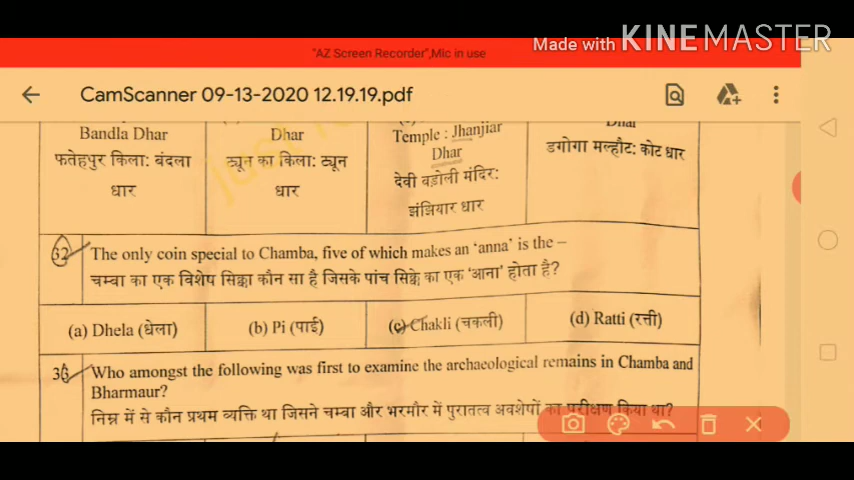 Made with KINEMASTER
"AZ Screen Recorder",Mic in use
CamScanner 09-13-2020 12.19.19.pdf
Bandla Dhar
फतेहपुर किला: बंदला
धार
Dhar
ट्यून का किला: ट्यून
धार
Temple : Jhanjiar
Dhar
देवी बड़ोली मंदिर:
झंझियार धार
Dhar
डगोगा मल्हौट: कोट धार
32 The only coin special to Chamba, five of which makes an 'anna' is the –
चम्बा का एक विशेष सिक्का कौन सा है जिसके पांच सिक्के का एक 'आना' होता है?
(a) Dhela (धेला)
(b) Pi (पाई)
(c) Chakli (चकली)
(d) Ratti (रत्ती)
Who amongst the following was first to examine the archaeological remains in Chamba and
Bharmaur?
निम्न में से कौन प्रथम व्यक्ति था जिसने चम्बा और भरमौर में पुरातत्व अवशेषों का परीक्षण किया था?